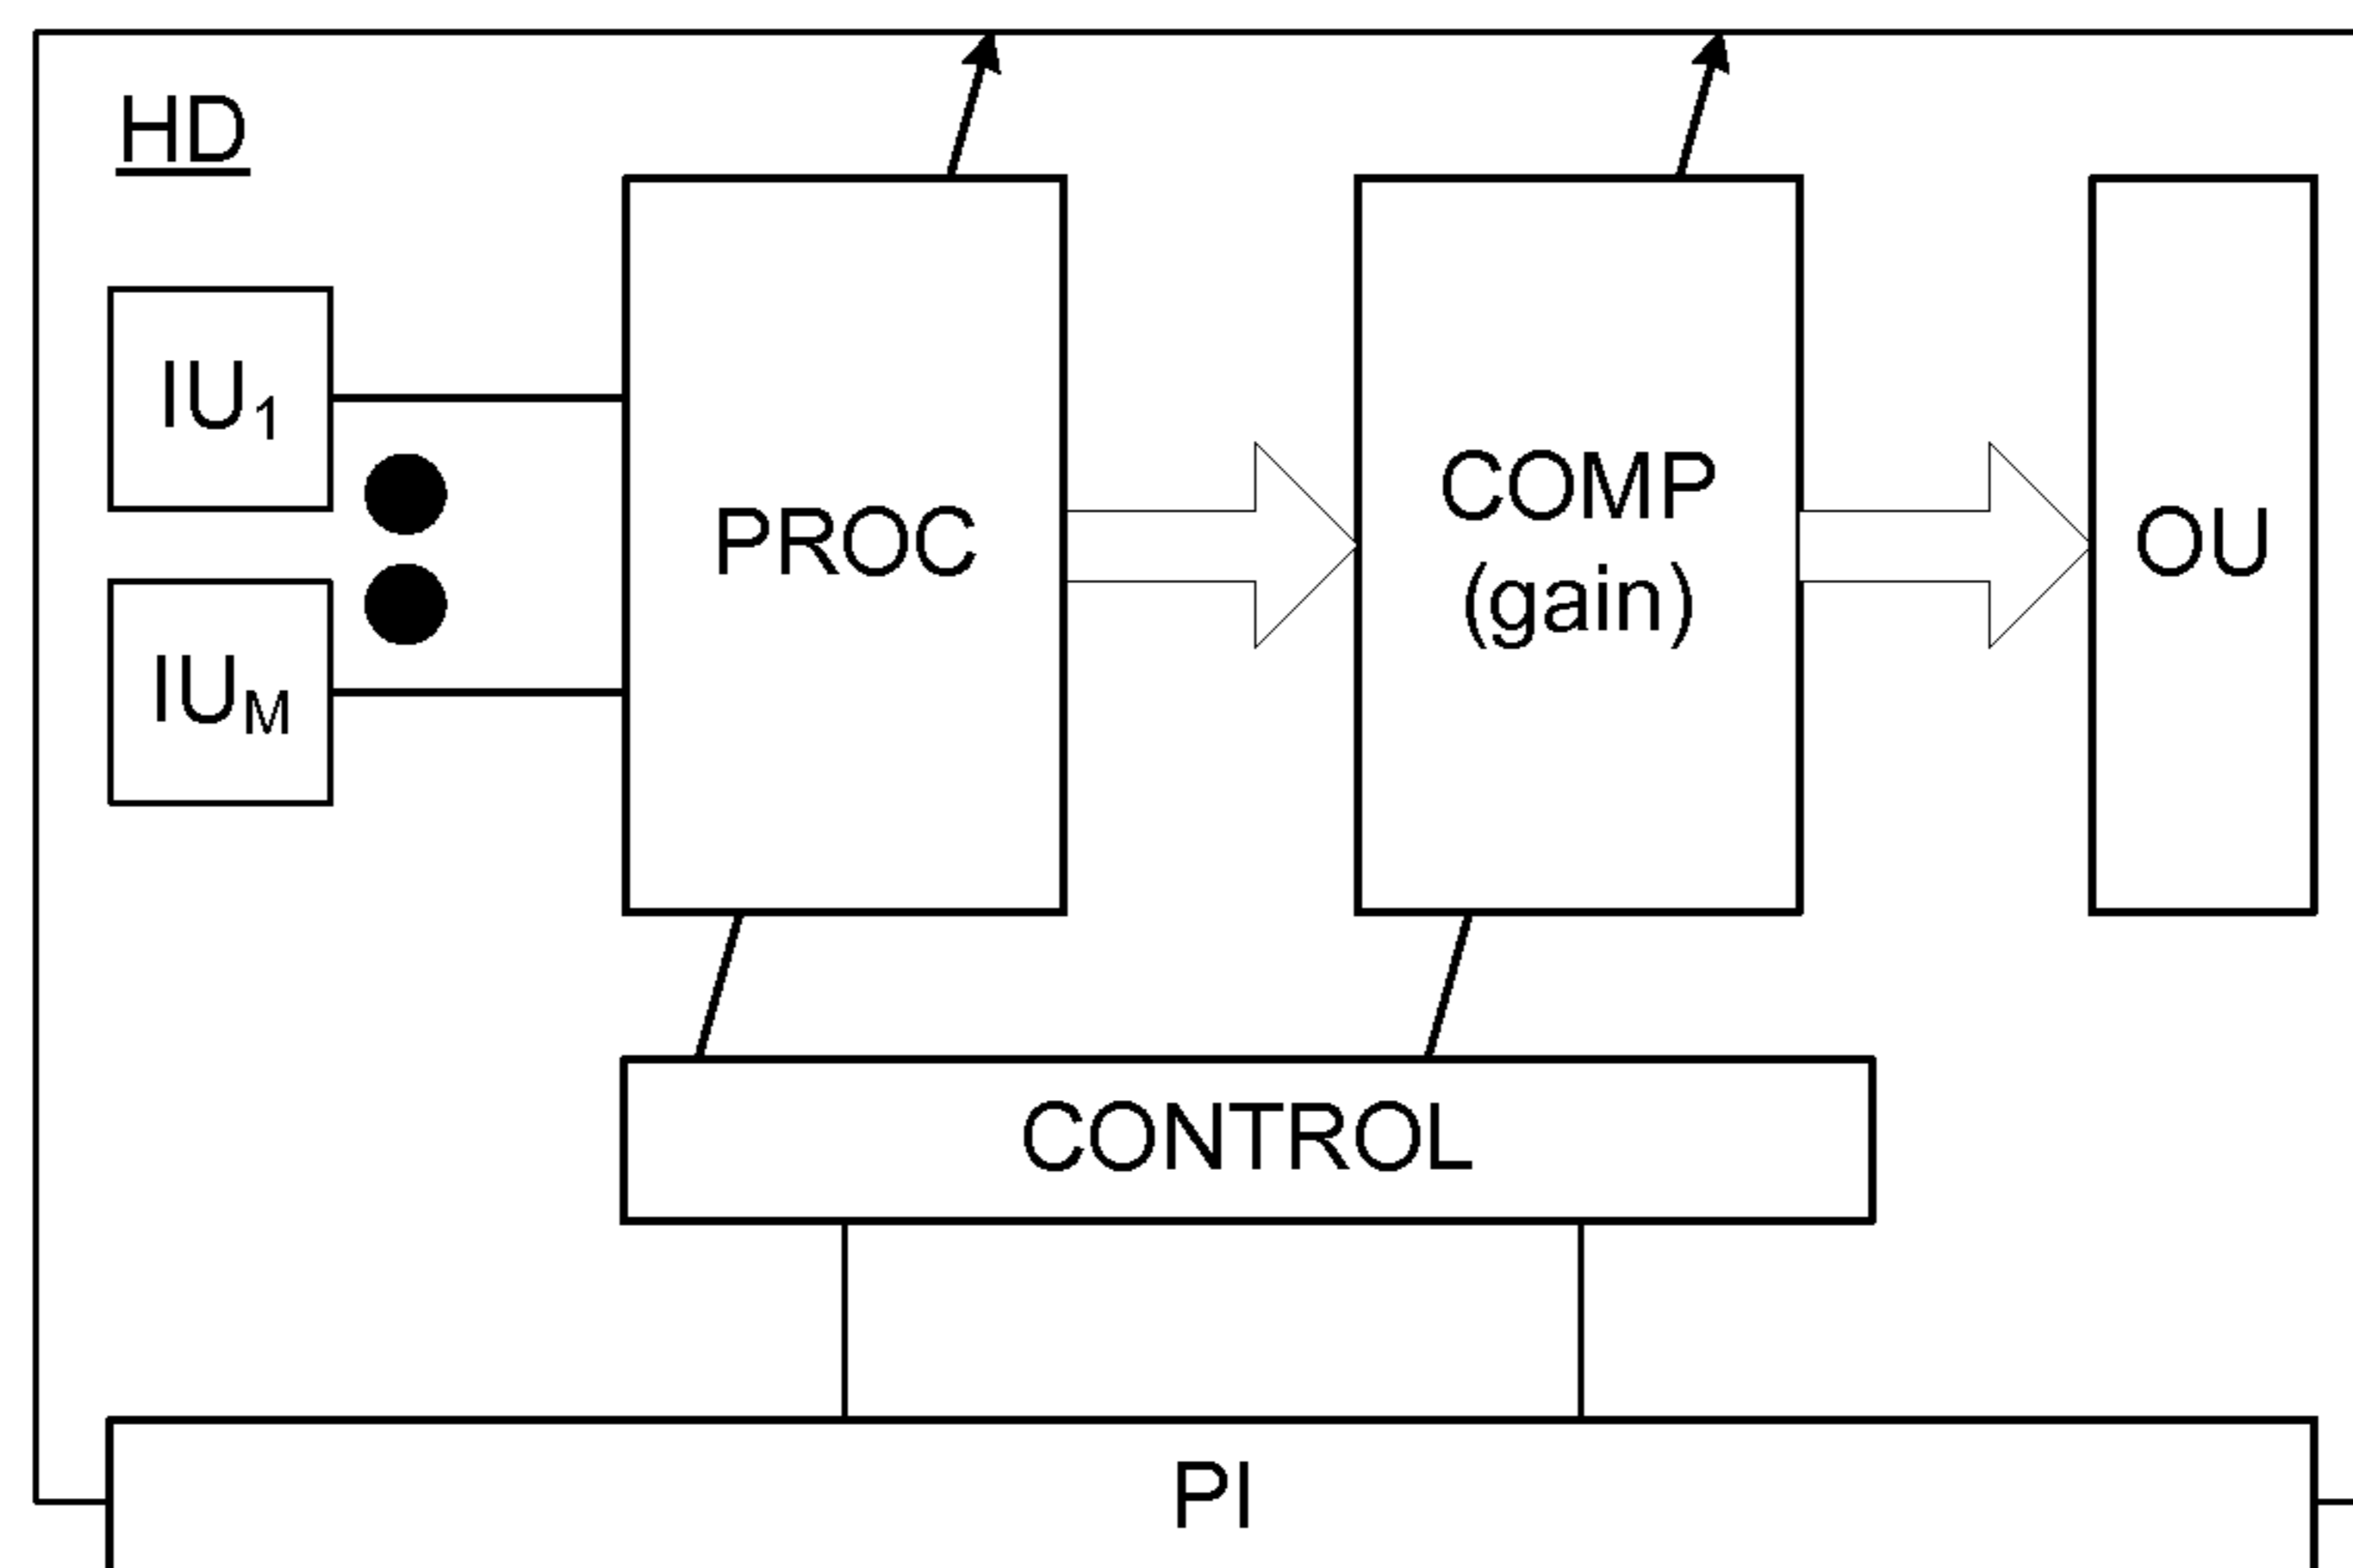 HD
IU1
IUM
PROC
COMP
(gain)
OU
CONTROL
PI